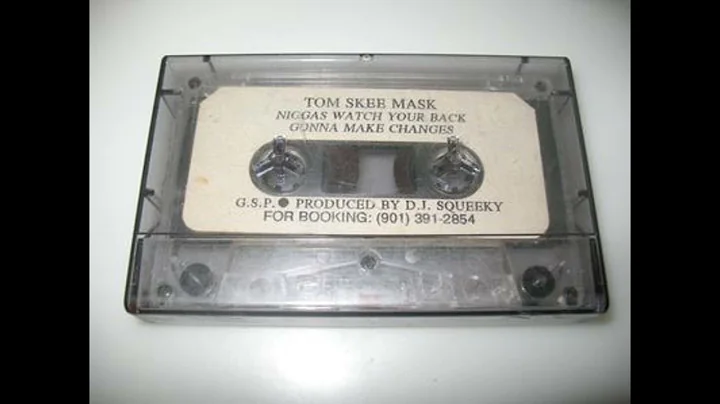 TOM SKEE MASK
NIGGAS WATCH YOUR BACK
GONNA MAKE CHANGES
G.S.P. ● PRODUCED BY D.J. SQUEEKY
FOR BOOKING: (901) 391-2854